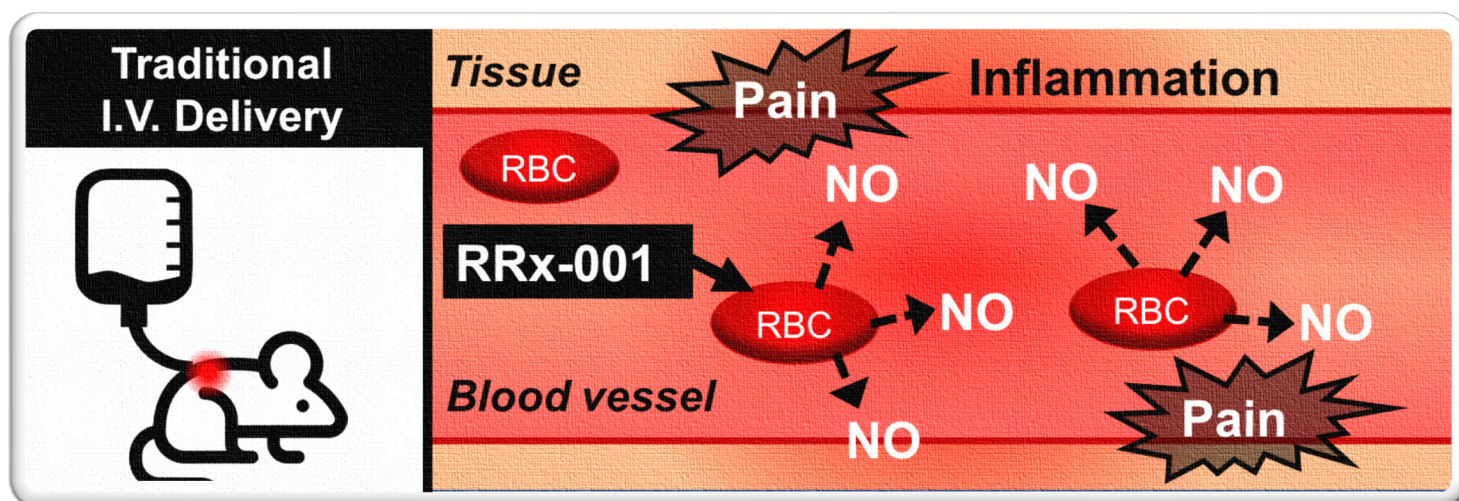 Traditional
I.V. Delivery
Tissue
Pain
Inflammation
RBC
NO
NO
NO
RRx-001
RBC
NO
RBC
NO
Blood vessel
Pain
NO